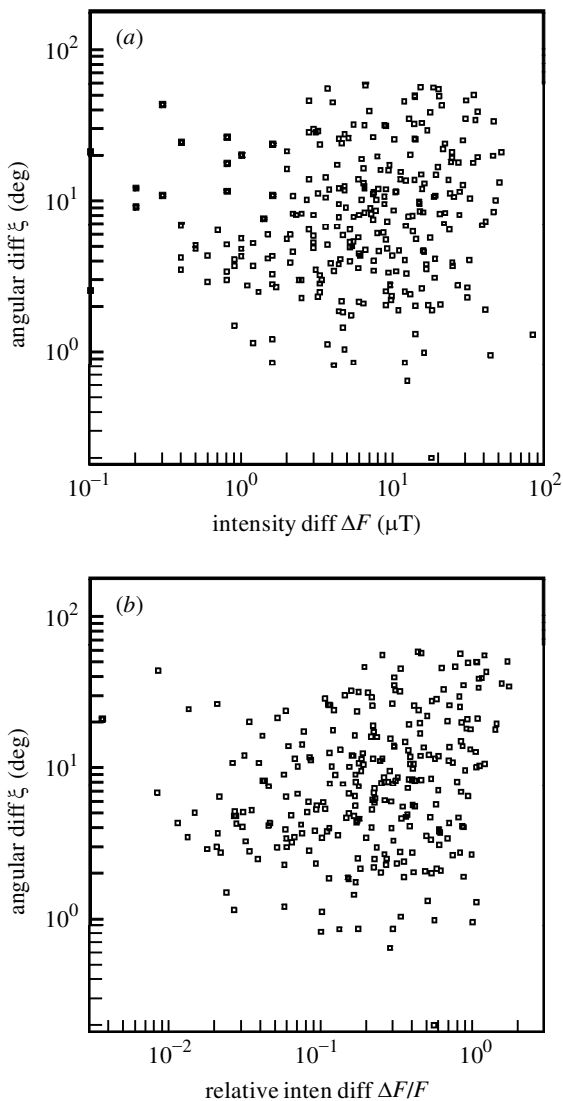 (a)
10²
10¹
10⁰
angular diff ξ (deg)
10⁻¹ 10⁰ 10¹ 10²
intensity diff ΔF (μT)
(b)
10²
10¹
10⁰
angular diff ξ (deg)
10⁻² 10⁻¹ 10⁰
relative inten diff ΔF/F